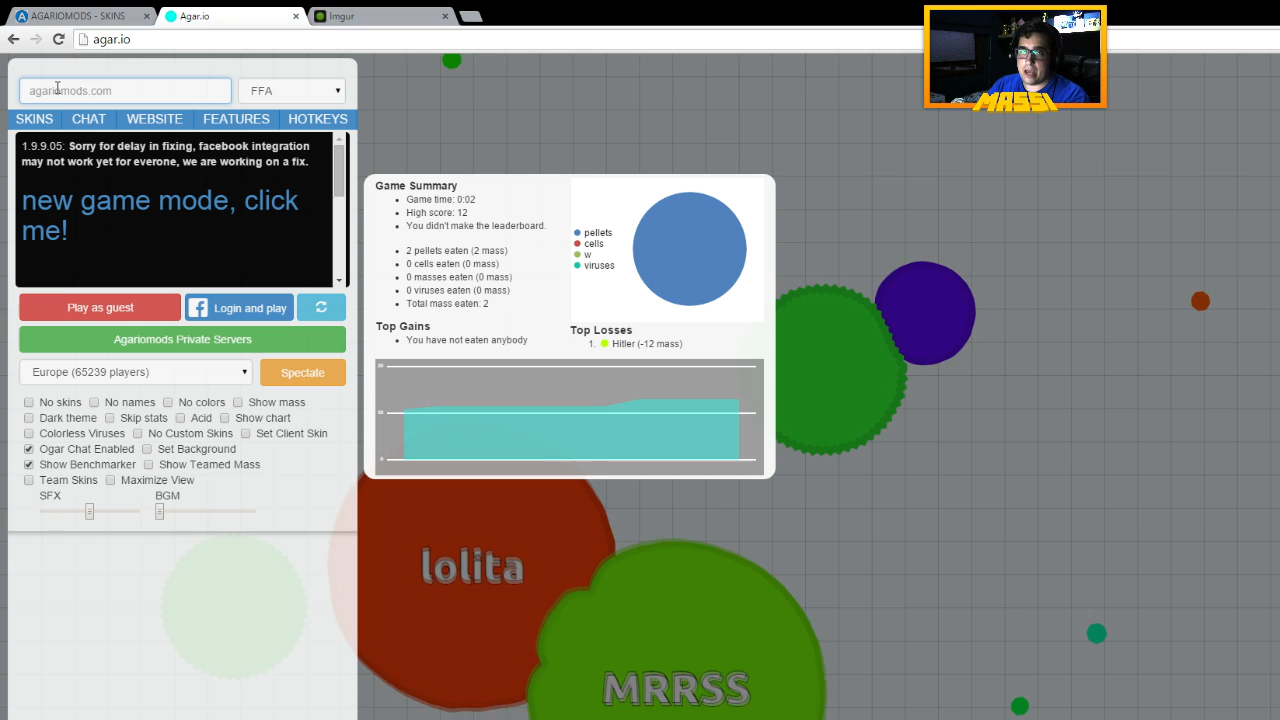 AGARIOMODS - SKINS
Agar.io
Imgur
agar.io
MASSI
agariomods.com
FFA
SKINS CHAT WEBSITE FEATURES HOTKEYS
1.9.9.05: Sorry for delay in fixing, facebook integration
may not work yet for everone, we are working on a fix.
new game mode, click
me!
Play as guest
Login and play
Agariomods Private Servers
Europe (65239 players)
Spectate
No skins No names No colors Show mass
Dark theme Skip stats Acid Show chart
Colorless Viruses No Custom Skins Set Client Skin
Ogar Chat Enabled Set Background
Show Benchmarker Show Teamed Mass
Team Skins Maximize View
SFX BGM
Game Summary
Game time: 0:02
High score: 12
You didn't make the leaderboard.
2 pellets eaten (2 mass)
0 cells eaten (0 mass)
0 masses eaten (0 mass)
0 viruses eaten (0 mass)
Total mass eaten: 2
pellets
cells
w
viruses
Top Gains
You have not eaten anybody
Top Losses
1. Hitler (-12 mass)
lolita
MRRSS